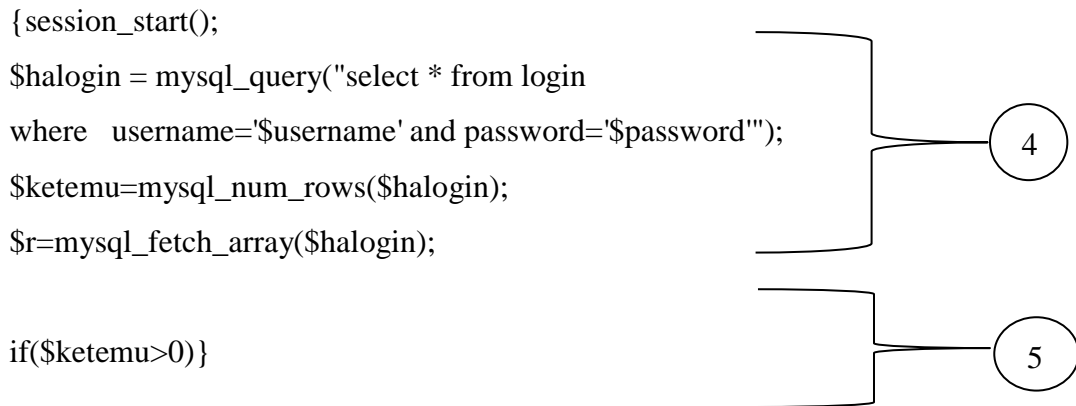 {session_start();
$halogin = mysql_query("select * from login
where username='$username' and password='$password'");
4
$ketemu=mysql_num_rows($halogin);
$r=mysql_fetch_array($halogin);
if($ketemu>0)}
5